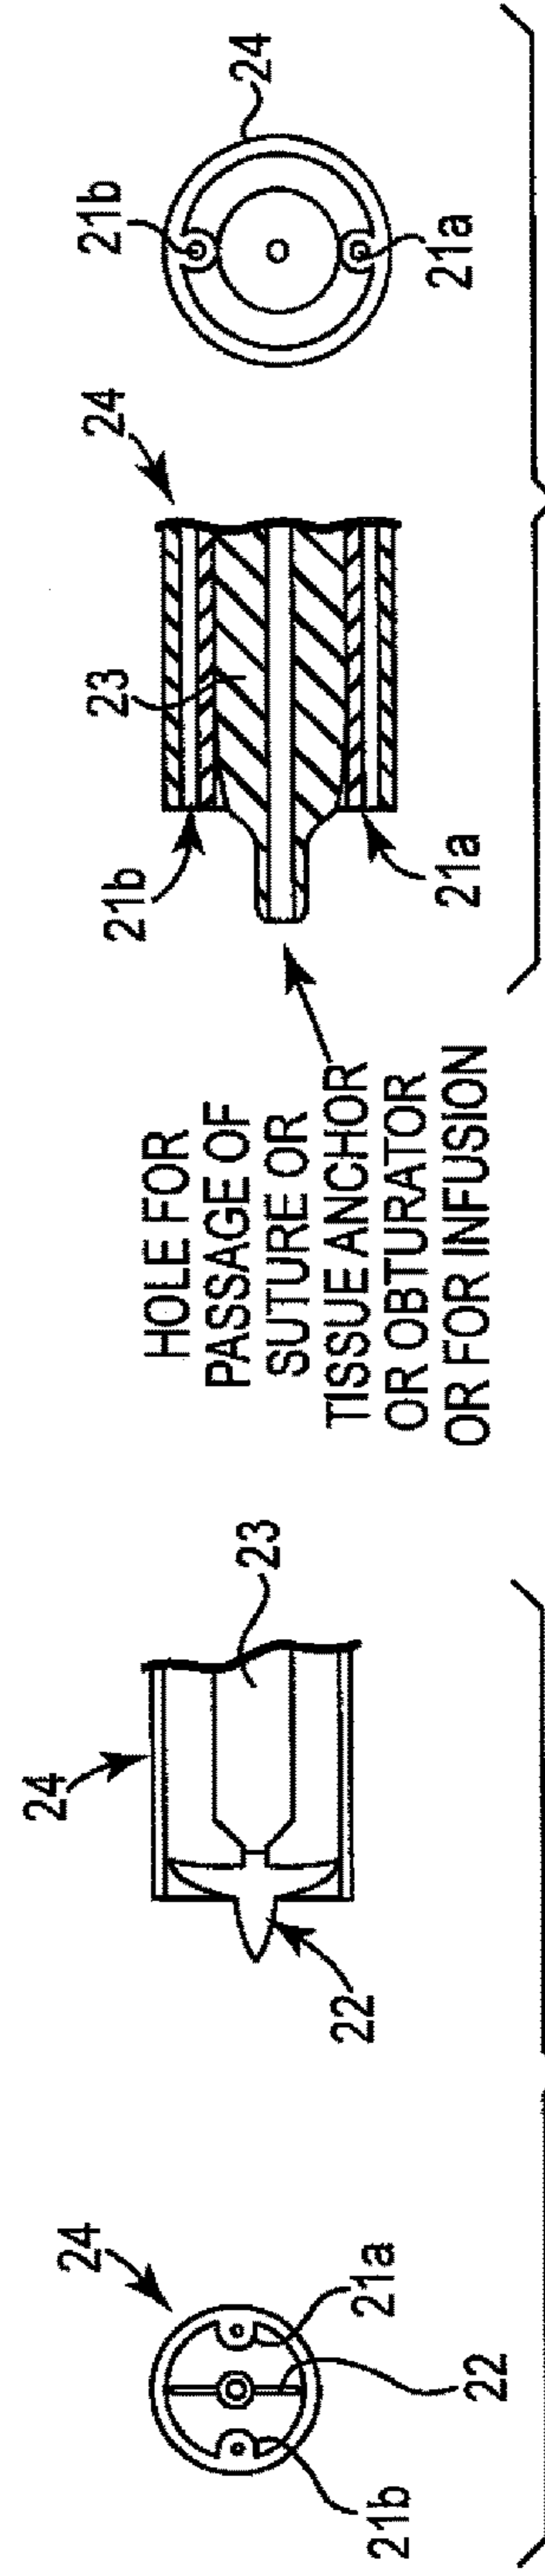 24
21b
21a
22
24
23
22
HOLE FOR
PASSAGE OF
SUTURE OR
TISSUE ANCHOR
OR OBTURATOR
OR FOR INFUSION
24
23
21b
21a
24
21b
21a